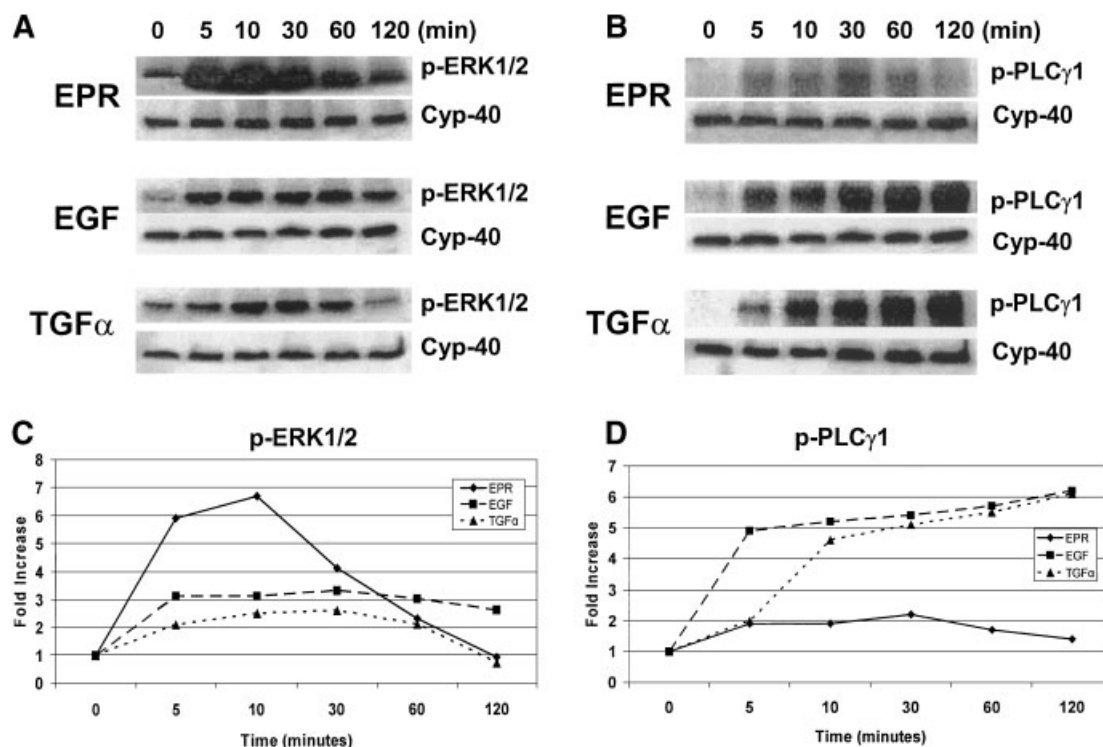 A
0 5 10 30 60 120 (min)
EPR
p-ERK1/2
Cyp-40
EGF
p-ERK1/2
Cyp-40
TGFα
p-ERK1/2
Cyp-40
B
0 5 10 30 60 120 (min)
EPR
p-PLCγ1
Cyp-40
EGF
p-PLCγ1
Cyp-40
TGFα
p-PLCγ1
Cyp-40
C
p-ERK1/2
Fold Increase
8
7
6
5
4
3
2
1
0
EPR
EGF
TGFα
0 5 10 30 60 120
Time (minutes)
D
p-PLCγ1
Fold Increase
7
6
5
4
3
2
1
0
EPR
EGF
TGFα
0 5 10 30 60 120
Time (minutes)